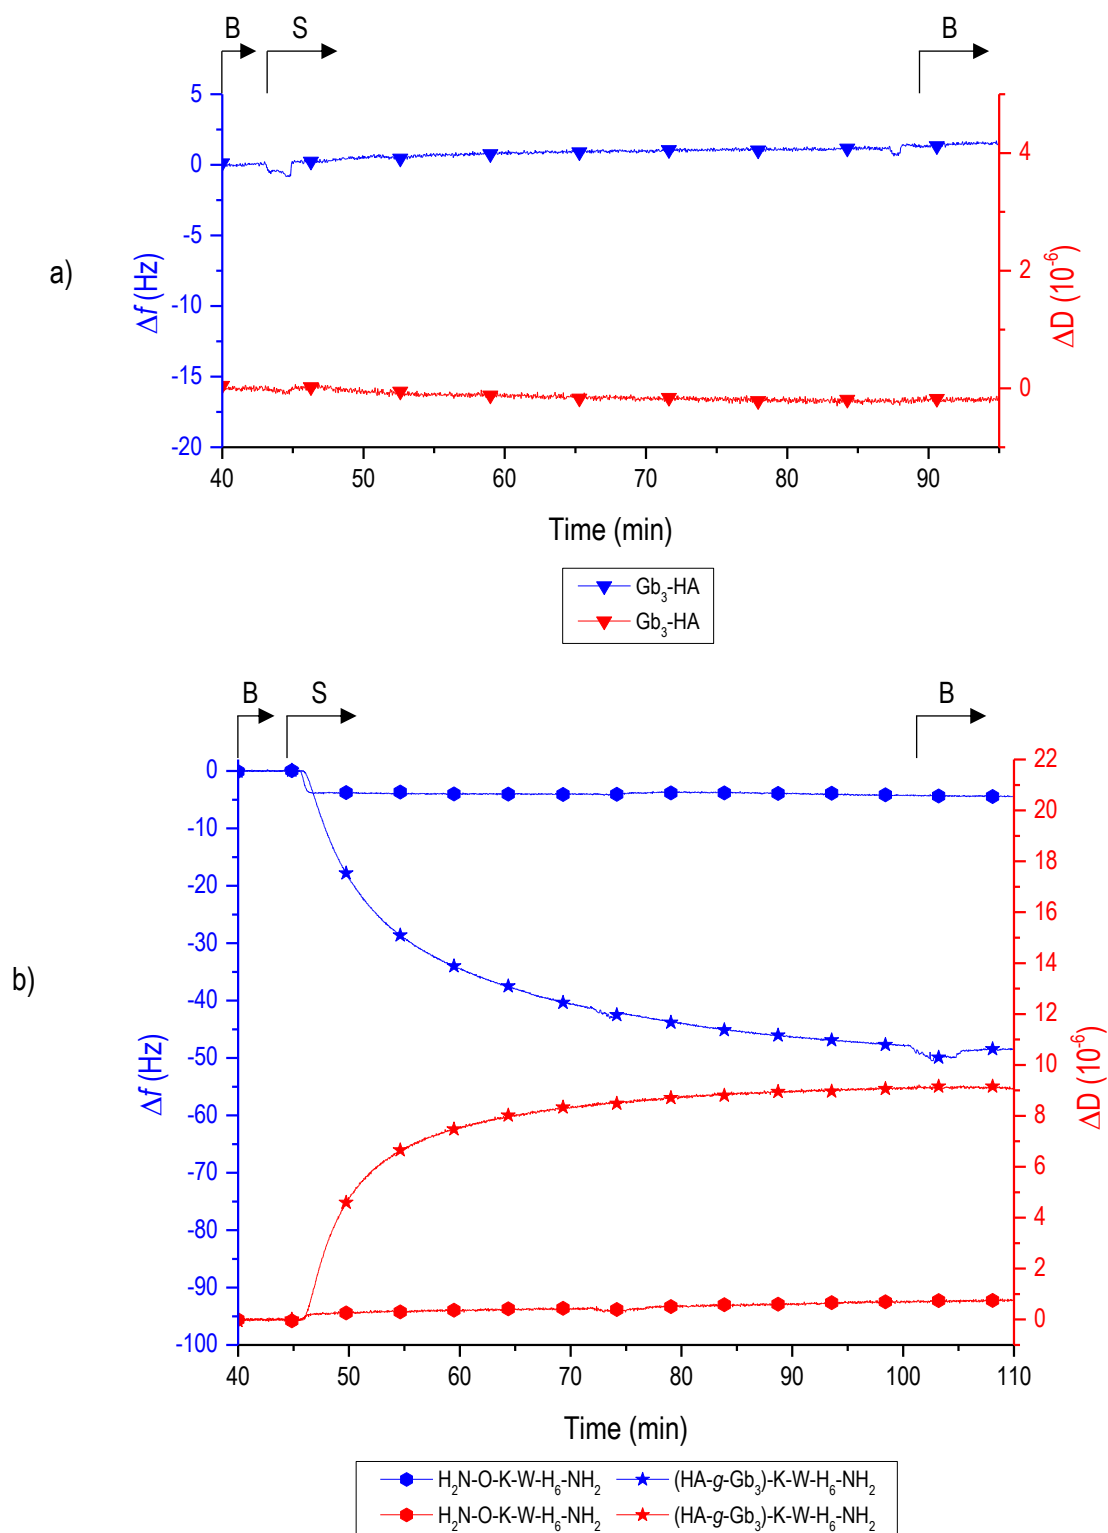 B S B
a)
5
0
-5
-10
-15
-20
Δf (Hz)
4
2
0
ΔD (10⁻⁶)
40 50 60 70 80 90
Time (min)
Gb₃-HA
Gb₃-HA
B S B
b)
0
-10
-20
-30
-40
-50
-60
-70
-80
-90
-100
Δf (Hz)
22
20
18
16
14
12
10
8
6
4
2
0
ΔD (10⁻⁶)
40 50 60 70 80 90 100 110
Time (min)
H₂N-O-K-W-H₆-NH₂ (HA-g-Gb₃)-K-W-H₆-NH₂
H₂N-O-K-W-H₆-NH₂ (HA-g-Gb₃)-K-W-H₆-NH₂